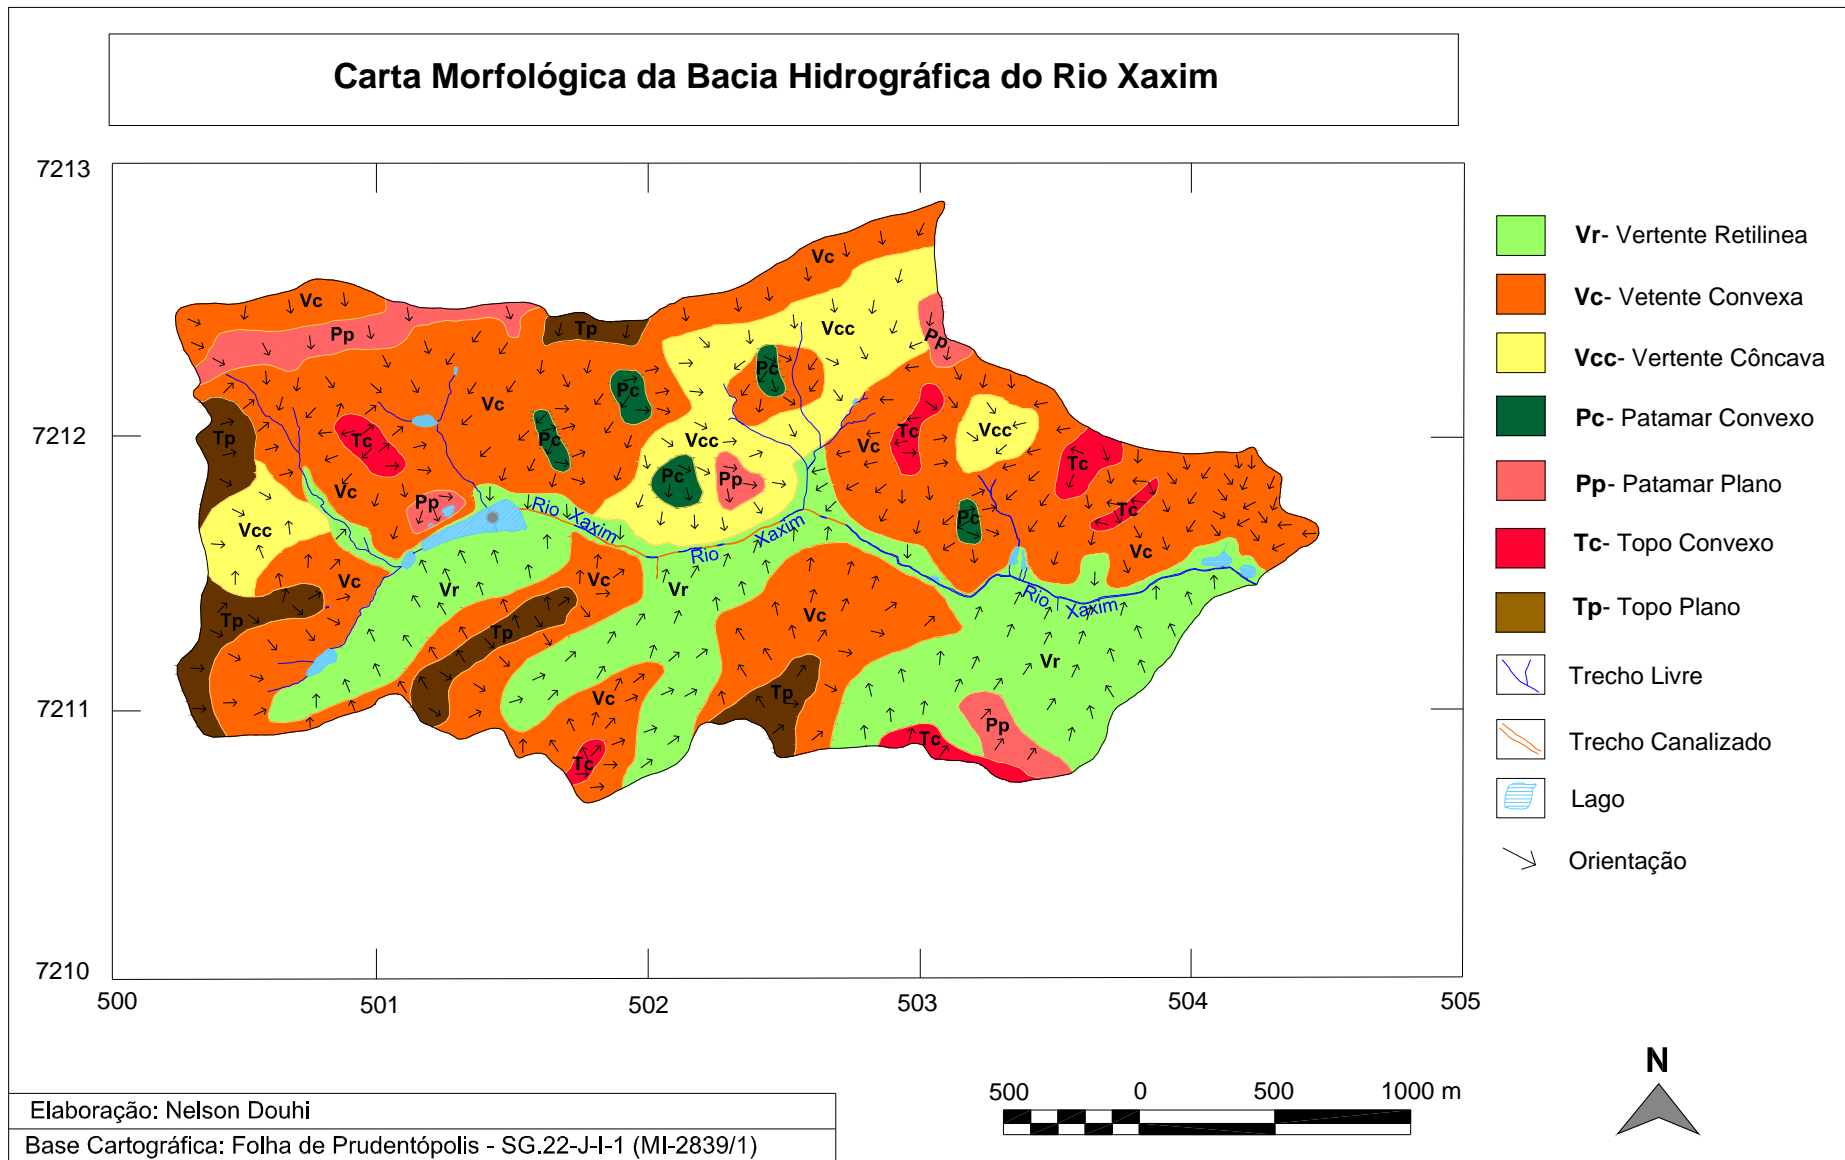 Carta Morfológica da Bacia Hidrográfica do Rio Xaxim
7213
7212
7211
7210
500
501
502
503
504
505
Vc
Vc
Pp
Tp
Vcc
Pp
Pc
Pc
Vc
Tp
Tc
Pc
Vcc
Tc
Vc
Vcc
Tc
Vc
Pp
Pc
Pp
Tc
Pc
Vcc
Rio Xaxim
Rio Xaxim
Vc
Vc
Vr
Vc
Vr
Rio Xaxim
Tp
Tp
Vc
Vr
Vc
Tp
Pp
Tc
Tc
Vr- Vertente Retilinea
Vc- Vetente Convexa
Vcc- Vertente Côncava
Pc- Patamar Convexo
Pp- Patamar Plano
Tc- Topo Convexo
Tp- Topo Plano
Trecho Livre
Trecho Canalizado
Lago
Orientação
N
500 0 500 1000 m
Elaboração: Nelson Douhi
Base Cartográfica: Folha de Prudentópolis - SG.22-J-I-1 (MI-2839/1)